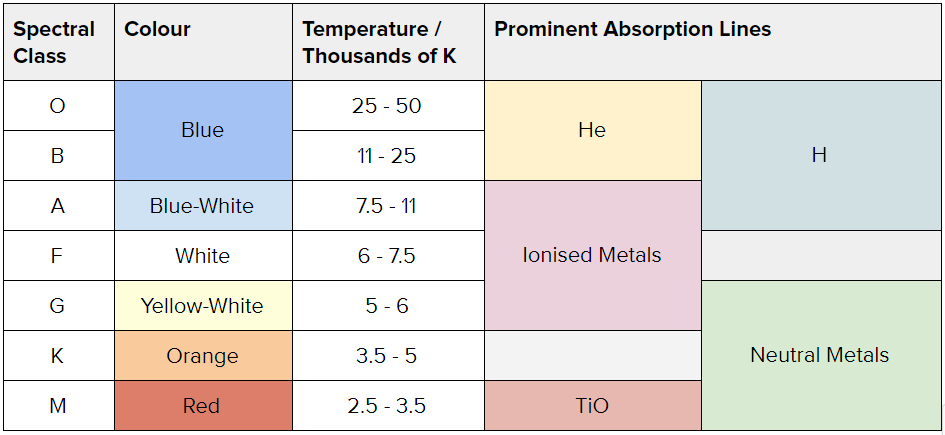 Spectral Class Colour Temperature / Thousands of K Prominent Absorption Lines
O Blue 25 - 50 He H
B 11 - 25
A Blue-White 7.5 - 11 Ionised Metals
F White 6 - 7.5
G Yellow-White 5 - 6 Neutral Metals
K Orange 3.5 - 5
M Red 2.5 - 3.5 TiO